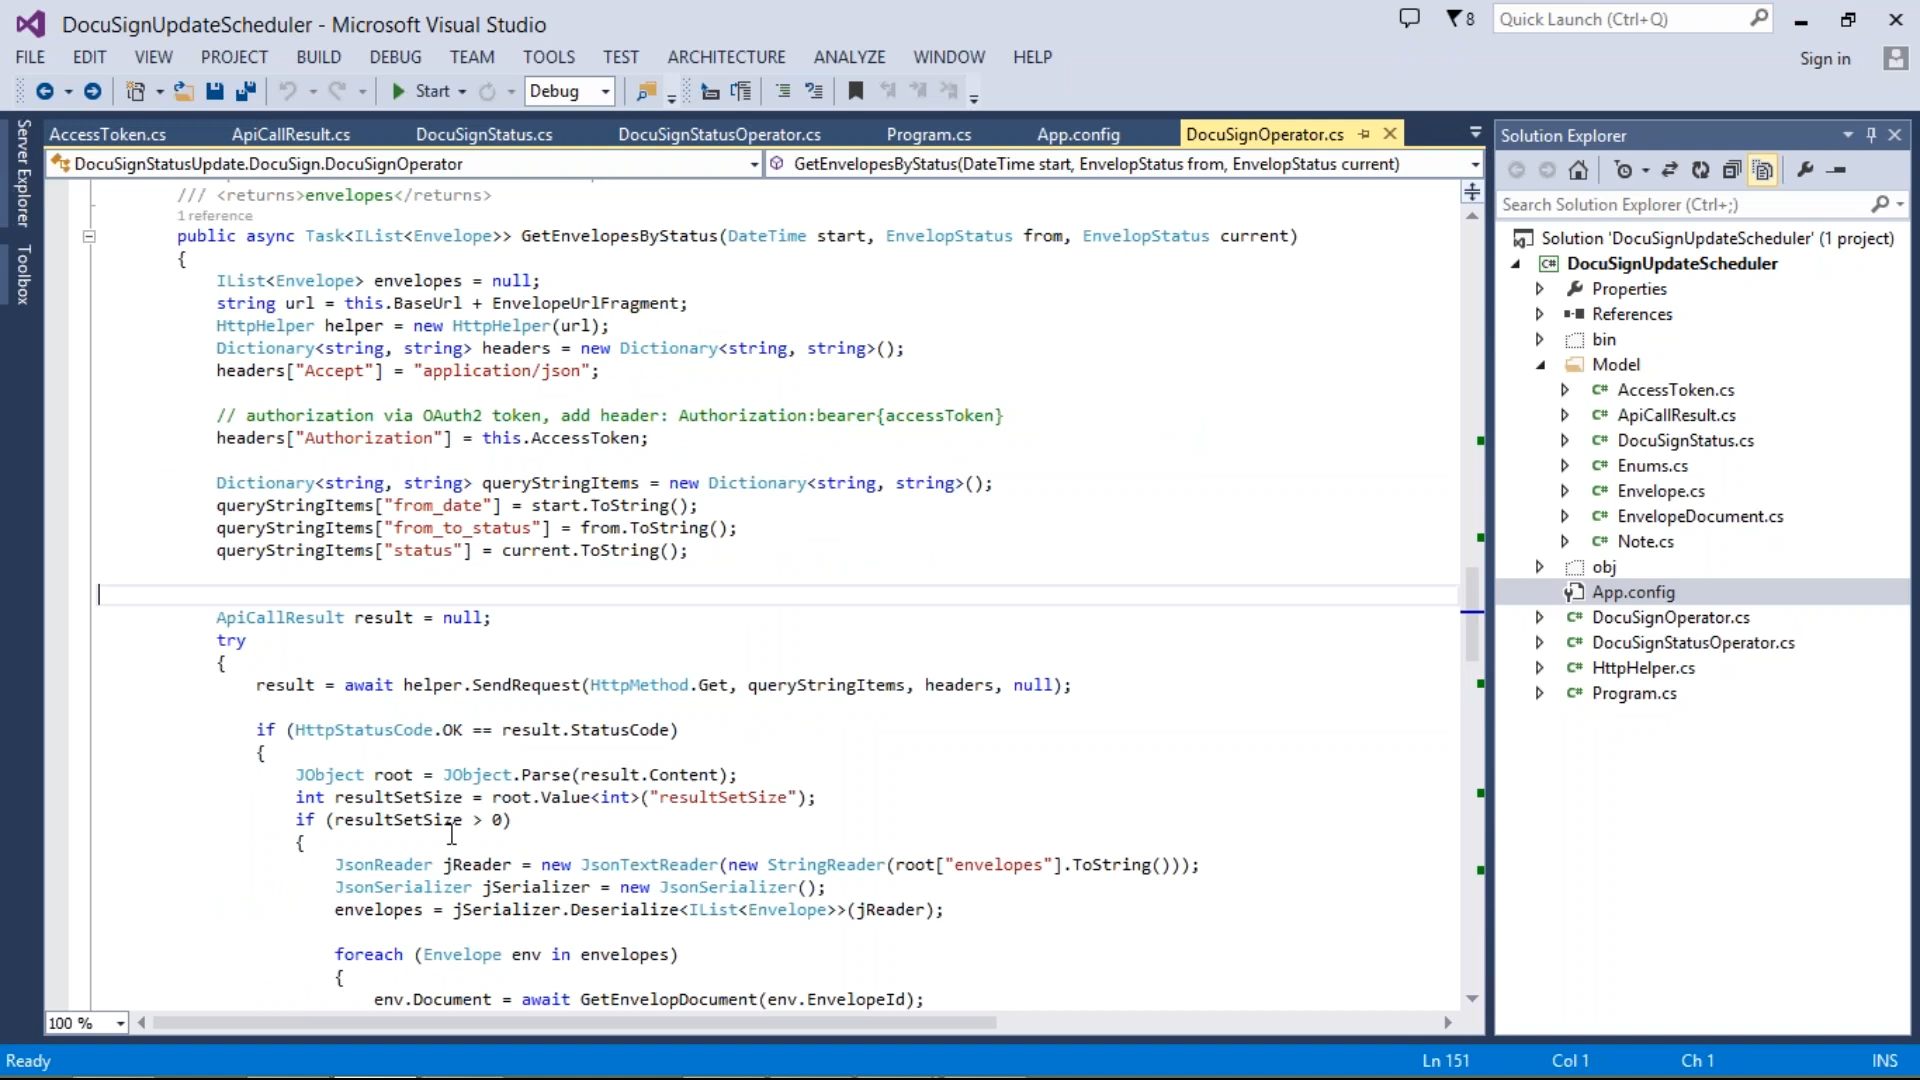 DocuSignUpdateScheduler - Microsoft Visual Studio
8
Quick Launch (Ctrl+Q)
FILE EDIT VIEW PROJECT BUILD DEBUG TEAM TOOLS TEST ARCHITECTURE ANALYZE WINDOW HELP
Sign in
Start
Debug
Server Explorer
Toolbox
AccessToken.cs ApiCallResult.cs DocuSignStatus.cs DocuSignStatusOperator.cs Program.cs App.config DocuSignOperator.cs
DocuSignStatusUpdate.DocuSign.DocuSignOperator
GetEnvelopesByStatus(DateTime start, EnvelopStatus from, EnvelopStatus current)
/// <returns>envelopes</returns>
1 reference
public async Task<IList<Envelope>> GetEnvelopesByStatus(DateTime start, EnvelopStatus from, EnvelopStatus current)
{
IList<Envelope> envelopes = null;
string url = this.BaseUrl + EnvelopeUrlFragment;
HttpHelper helper = new HttpHelper(url);
Dictionary<string, string> headers = new Dictionary<string, string>();
headers["Accept"] = "application/json";
// authorization via OAuth2 token, add header: Authorization:bearer{accessToken}
headers["Authorization"] = this.AccessToken;
Dictionary<string, string> queryStringItems = new Dictionary<string, string>();
queryStringItems["from_date"] = start.ToString();
queryStringItems["from_to_status"] = from.ToString();
queryStringItems["status"] = current.ToString();
ApiCallResult result = null;
try
{
result = await helper.SendRequest(HttpMethod.Get, queryStringItems, headers, null);
if (HttpStatusCode.OK == result.StatusCode)
{
JObject root = JObject.Parse(result.Content);
int resultSetSize = root.Value<int>("resultSetSize");
if (resultSetSize > 0)
{
JsonReader jReader = new JsonTextReader(new StringReader(root["envelopes"].ToString()));
JsonSerializer jSerializer = new JsonSerializer();
envelopes = jSerializer.Deserialize<IList<Envelope>>(jReader);
foreach (Envelope env in envelopes)
{
env.Document = await GetEnvelopDocument(env.EnvelopeId);
100 %
Solution Explorer
Search Solution Explorer (Ctrl+;)
Solution 'DocuSignUpdateScheduler' (1 project)
C# DocuSignUpdateScheduler
Properties
References
bin
Model
C# AccessToken.cs
C# ApiCallResult.cs
C# DocuSignStatus.cs
C# Enums.cs
C# Envelope.cs
C# EnvelopeDocument.cs
C# Note.cs
obj
App.config
C# DocuSignOperator.cs
C# DocuSignStatusOperator.cs
C# HttpHelper.cs
C# Program.cs
Ready
Ln 151 Col 1 Ch 1 INS